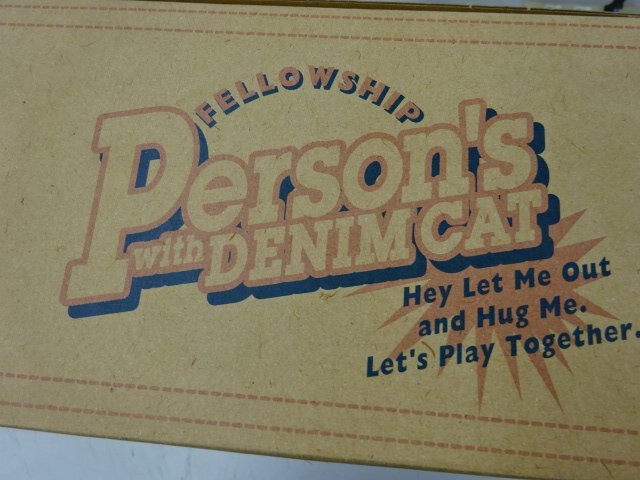 FELLOWSHIP
Person's
with DENIM CAT
Hey Let Me Out
and Hug Me.
Let's Play Together.